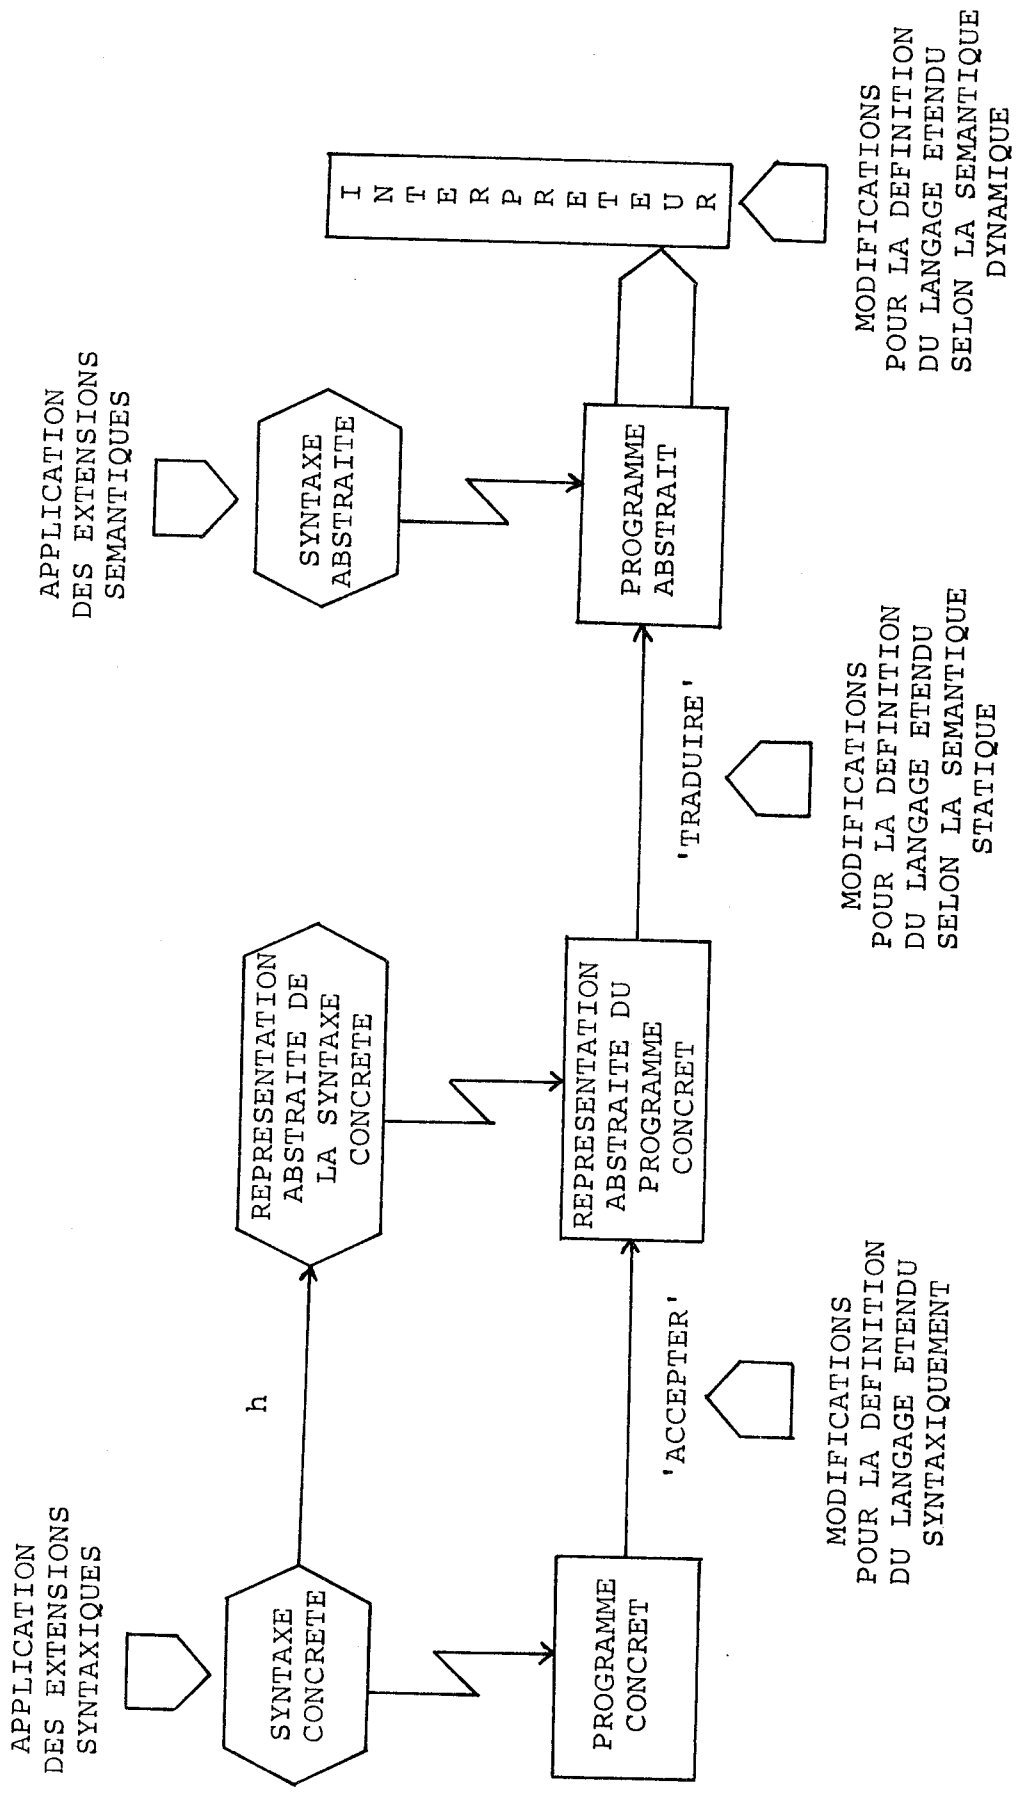 APPLICATION
DES EXTENSIONS
SYNTAXIQUES
APPLICATION
DES EXTENSIONS
SEMANTIQUES
SYNTAXE
CONCRETE
h
REPRESENTATION
ABSTRAITE DE
LA SYNTAXE
CONCRETE
SYNTAXE
ABSTRAITE
INTERPRETEUR
PROGRAMME
CONCRET
'ACCEPTER'
REPRESENTATION
ABSTRAITE DU
PROGRAMME
CONCRET
'TRADUIRE'
PROGRAMME
ABSTRAIT
MODIFICATIONS
POUR LA DEFINITION
DU LANGAGE ETENDU
SYNTAXIQUEMENT
MODIFICATIONS
POUR LA DEFINITION
DU LANGAGE ETENDU
SELON LA SEMANTIQUE
STATIQUE
MODIFICATIONS
POUR LA DEFINITION
DU LANGAGE ETENDU
SELON LA SEMANTIQUE
DYNAMIQUE